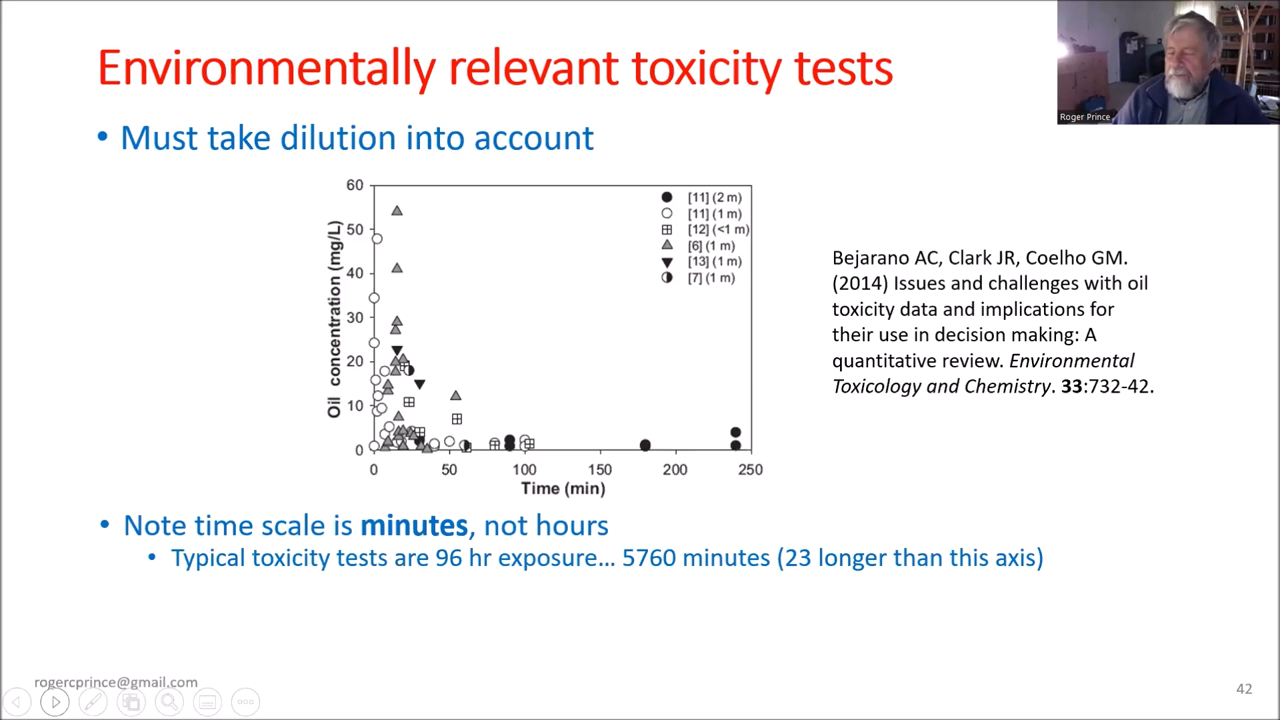 Environmentally relevant toxicity tests
Roger Prince
• Must take dilution into account
60
50
40
30
20
10
0
Oil concentration (mg/L)
[11] (2 m)
[11] (1 m)
[12] (<1 m)
[6] (1 m)
[13] (1 m)
[7] (1 m)
0 50 100 150 200 250
Time (min)
Bejarano AC, Clark JR, Coelho GM.
(2014) Issues and challenges with oil
toxicity data and implications for
their use in decision making: A
quantitative review. Environmental
Toxicology and Chemistry. 33:732-42.
• Note time scale is minutes, not hours
• Typical toxicity tests are 96 hr exposure... 5760 minutes (23 longer than this axis)
rogercprince@gmail.com
42